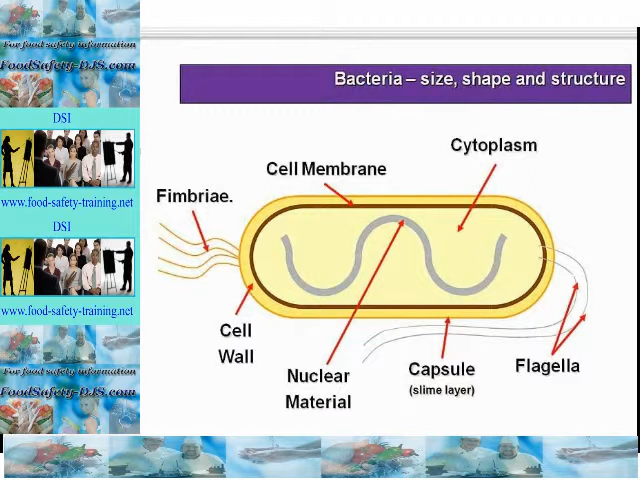 For food safety information
FoodSafety-DJS.com
DSI
www.food-safety-training.net
DSI
www.food-safety-training.net
For food safety information
FoodSafety-DJS.com
Bacteria – size, shape and structure
Cytoplasm
Cell Membrane
Fimbriae.
Cell
Wall
Nuclear
Material
Capsule
(slime layer)
Flagella